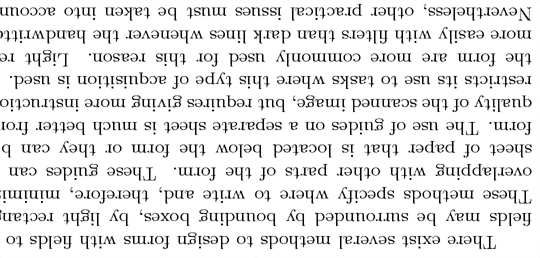 There exist several methods to design forms with fields to
fields may be surrounded by bounding boxes, by light rectang
These methods specify where to write and, therefore, minimi
overlapping with other parts of the form. These guides can
sheet of paper that is located below the form or they can b
form. The use of guides on a separate sheet is much better fro
quality of the scanned image, but requires giving more instructio
restricts its use to tasks where this type of acquisition is used.
the form are more commonly used for this reason. Light re
more easily with filters than dark lines whenever the handwritt
Nevertheless, other practical issues must be taken into accoun